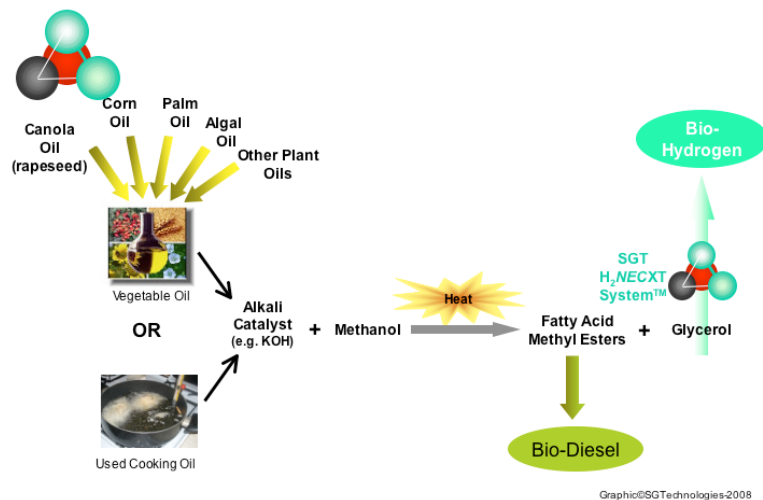 Canola
Oil
(rapeseed)
Corn
Oil
Palm
Oil
Algal
Oil
Other Plant
Oils
Vegetable Oil
OR
Used Cooking Oil
Alkali
Catalyst
(e.g. KOH)
+
Methanol
Heat
Fatty Acid
Methyl Esters
+
Glycerol
SGT
H₂NECXT
System™
Bio-
Hydrogen
Bio-Diesel
Graphic©SGTechnologies-2008